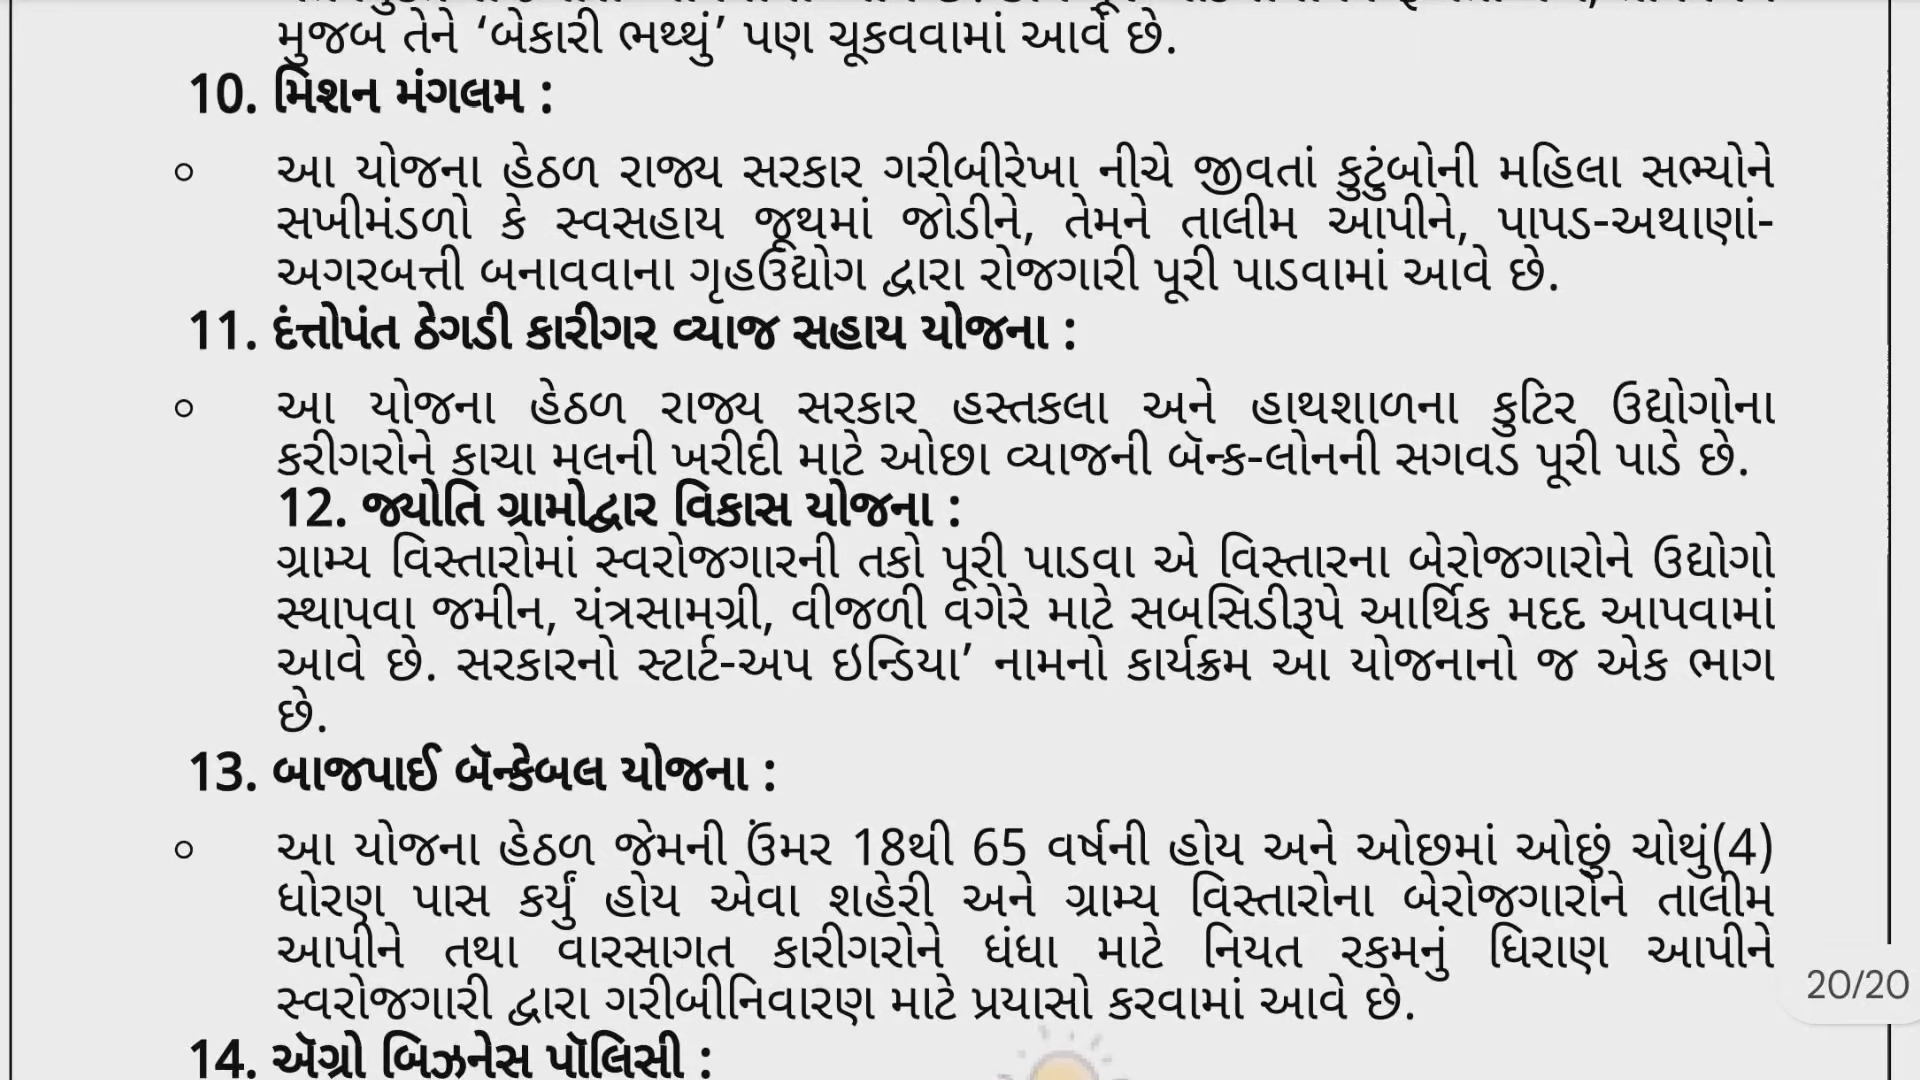 મુજબ તેને ‘બેકારી ભથ્થું’ પણ ચૂકવવામાં આવે છે.
10. મિશન મંગલમ :
○ આ યોજના હેઠળ રાજ્ય સરકાર ગરીબીરેખા નીચે જીવતાં કુટુંબોની મહિલા સભ્યોને
સખીમંડળો કે સ્વસહાય જૂથમાં જોડીને, તેમને તાલીમ આપીને, પાપડ-અથાણાં-
અગરબત્તી બનાવવાના ગૃહઉદ્યોગ દ્વારા રોજગારી પૂરી પાડવામાં આવે છે.
11. દંત્તોપંત ઠેગડી કારીગર વ્યાજ સહાય યોજના :
○ આ યોજના હેઠળ રાજ્ય સરકાર હસ્તકલા અને હાથશાળના કુટિર ઉદ્યોગોના
કરીગરોને કાચા મલની ખરીદી માટે ઓછા વ્યાજની બૅન્ક-લોનની સગવડ પૂરી પાડે છે.
12. જ્યોતિ ગ્રામોદ્વાર વિકાસ યોજના :
ગ્રામ્ય વિસ્તારોમાં સ્વરોજગારની તકો પૂરી પાડવા એ વિસ્તારના બેરોજગારોને ઉદ્યોગો
સ્થાપવા જમીન, યંત્રસામગ્રી, વીજળી વગેરે માટે સબસિડીરૂપે આર્થિક મદદ આપવામાં
આવે છે. સરકારનો સ્ટાર્ટ-અપ ઇન્ડિયા’ નામનો કાર્યક્રમ આ યોજનાનો જ એક ભાગ
છે.
13. બાજપાઈ બૅન્કેબલ યોજના :
○ આ યોજના હેઠળ જેમની ઉંમર 18થી 65 વર્ષની હોય અને ઓછમાં ઓછું ચોથું(4)
ધોરણ પાસ કર્યું હોય એવા શહેરી અને ગ્રામ્ય વિસ્તારોના બેરોજગારોને તાલીમ
આપીને તથા વારસાગત કારીગરોને ધંધા માટે નિયત રકમનું ધિરાણ આપીને
સ્વરોજગારી દ્વારા ગરીબીનિવારણ માટે પ્રયાસો કરવામાં આવે છે.
20/20
14. ઍગ્રો બિઝનેસ પૉલિસી :